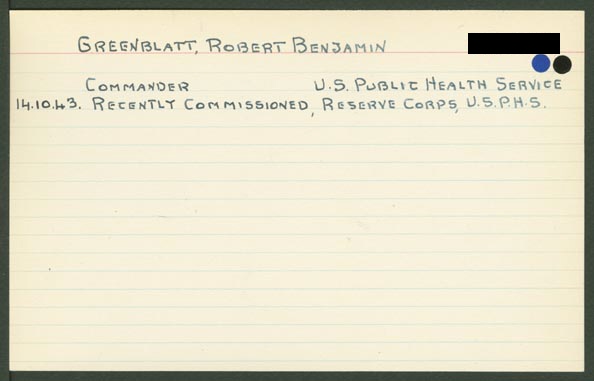 GREENBLATT, ROBERT BENJAMIN
COMMANDER U.S. PUBLIC HEALTH SERVICE
14.10.43. RECENTLY COMMISSIONED, RESERVE CORPS, U.S.P.H.S.